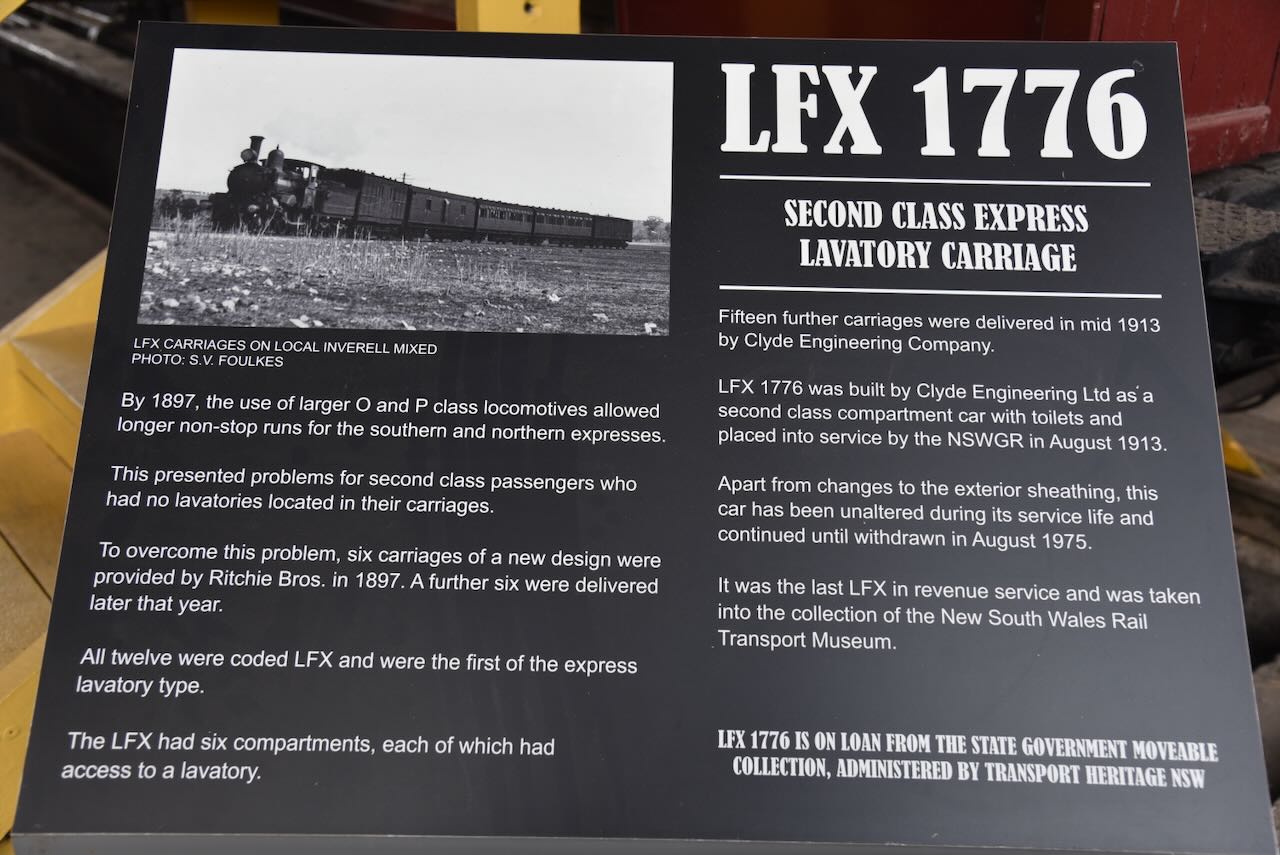 LFX 1776
SECOND CLASS EXPRESS
LAVATORY CARRIAGE
LFX CARRIAGES ON LOCAL INVERELL MIXED
PHOTO: S.V. FOULKES
By 1897, the use of larger O and P class locomotives allowed
longer non-stop runs for the southern and northern expresses.
This presented problems for second class passengers who
had no lavatories located in their carriages.
To overcome this problem, six carriages of a new design were
provided by Ritchie Bros. in 1897. A further six were delivered
later that year.
All twelve were coded LFX and were the first of the express
lavatory type.
The LFX had six compartments, each of which had
access to a lavatory.
Fifteen further carriages were delivered in mid 1913
by Clyde Engineering Company.
LFX 1776 was built by Clyde Engineering Ltd as a
second class compartment car with toilets and
placed into service by the NSWGR in August 1913.
Apart from changes to the exterior sheathing, this
car has been unaltered during its service life and
continued until withdrawn in August 1975.
It was the last LFX in revenue service and was taken
into the collection of the New South Wales Rail
Transport Museum.
LFX 1776 IS ON LOAN FROM THE STATE GOVERNMENT MOVEABLE
COLLECTION, ADMINISTERED BY TRANSPORT HERITAGE NSW